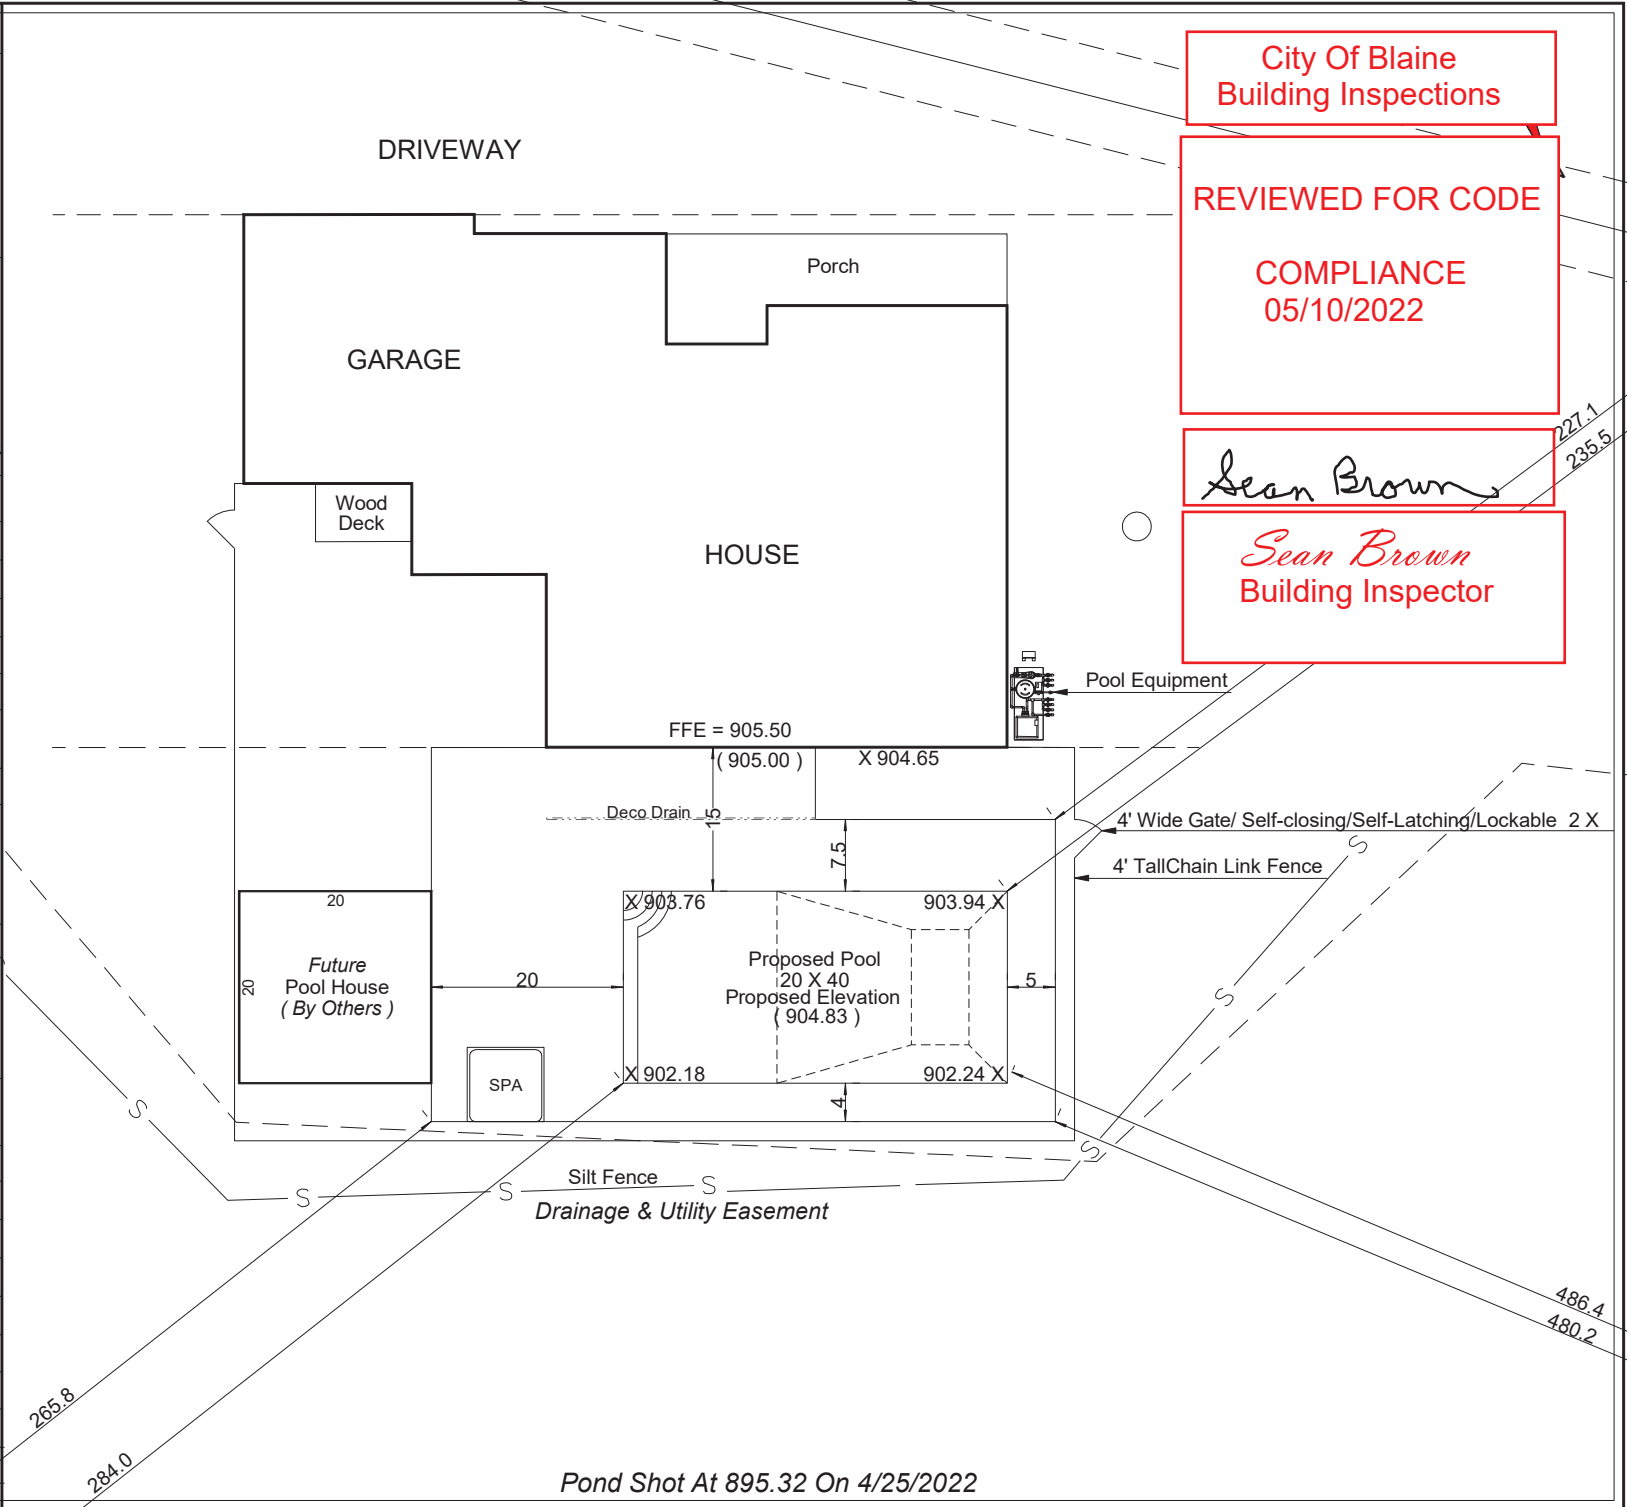 City Of Blaine
Building Inspections
REVIEWED FOR CODE
COMPLIANCE
05/10/2022
Sean Brown
Sean Brown
Building Inspector
DRIVEWAY
Porch
GARAGE
Wood
Deck
HOUSE
227.1
235.5
Pool Equipment
FFE = 905.50
( 905.00 )
X 904.65
Deco Drain
15
7.5
4' Wide Gate/ Self-closing/Self-Latching/Lockable 2 X
4' TallChain Link Fence
S
20
X 903.76
903.94 X
Future
Pool House
( By Others )
20
20
Proposed Pool
20 X 40
Proposed Elevation
( 904.83 )
5
S
SPA
X 902.18
902.24 X
4
S
S
Silt Fence
S
S
S
Drainage & Utility Easement
486.4
480.2
265.8
284.0
Pond Shot At 895.32 On 4/25/2022